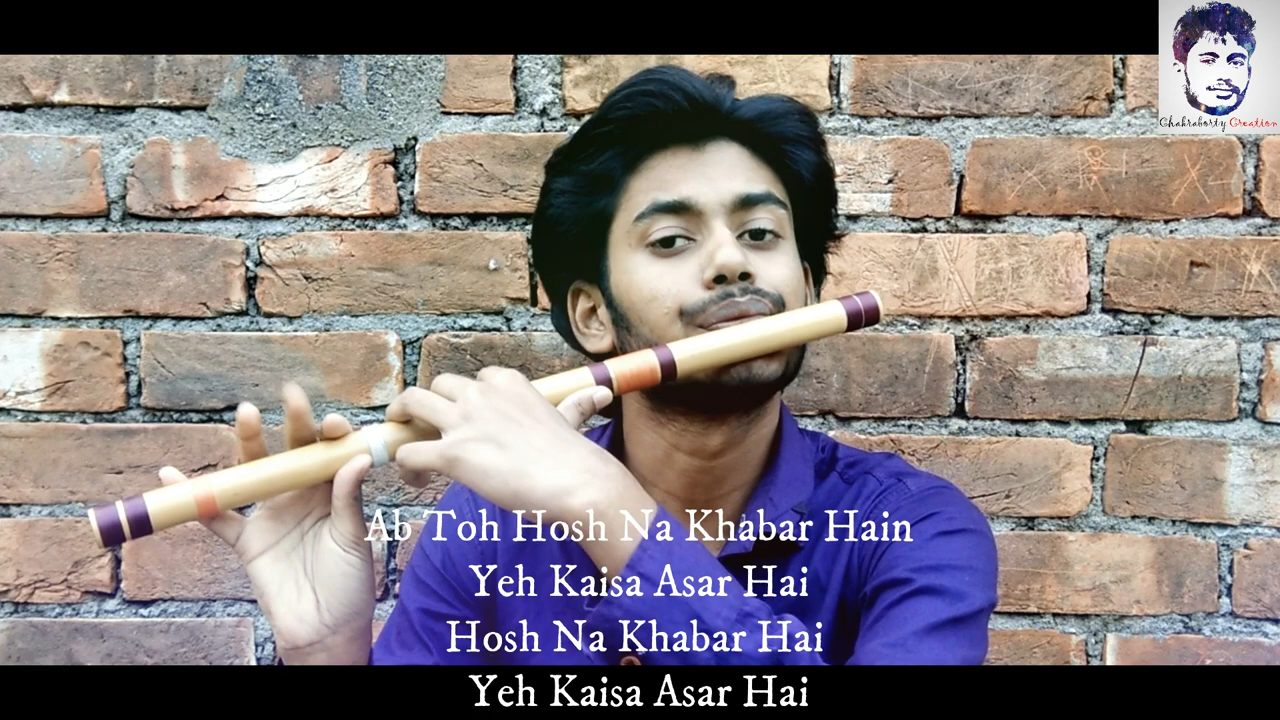 Chakraborty Creation
Ab Toh Hosh Na Khabar Hain
Yeh Kaisa Asar Hai
Hosh Na Khabar Hai
Yeh Kaisa Asar Hai